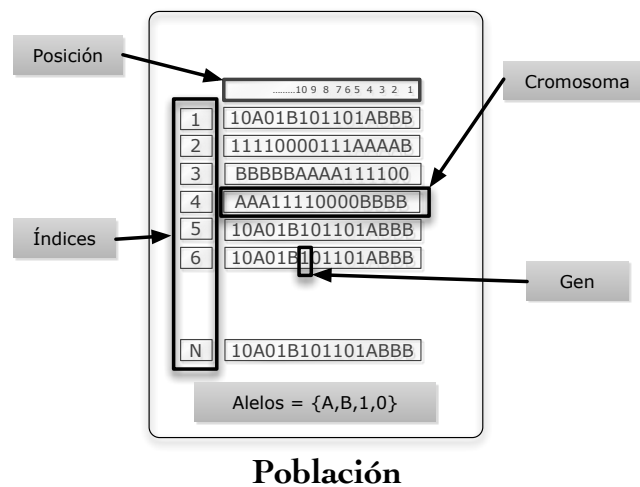 Posición
.........10 9 8 7 6 5 4 3 2 1
Cromosoma
1 10A01B101101ABBB
2 11110000111AAAAB
3 BBBBBAAAA111100
4 AAA11110000BBBB
5 10A01B101101ABBB
Índices
6 10A01B101101ABBB
Gen
N 10A01B101101ABBB
Alelos = {A,B,1,0}
Población